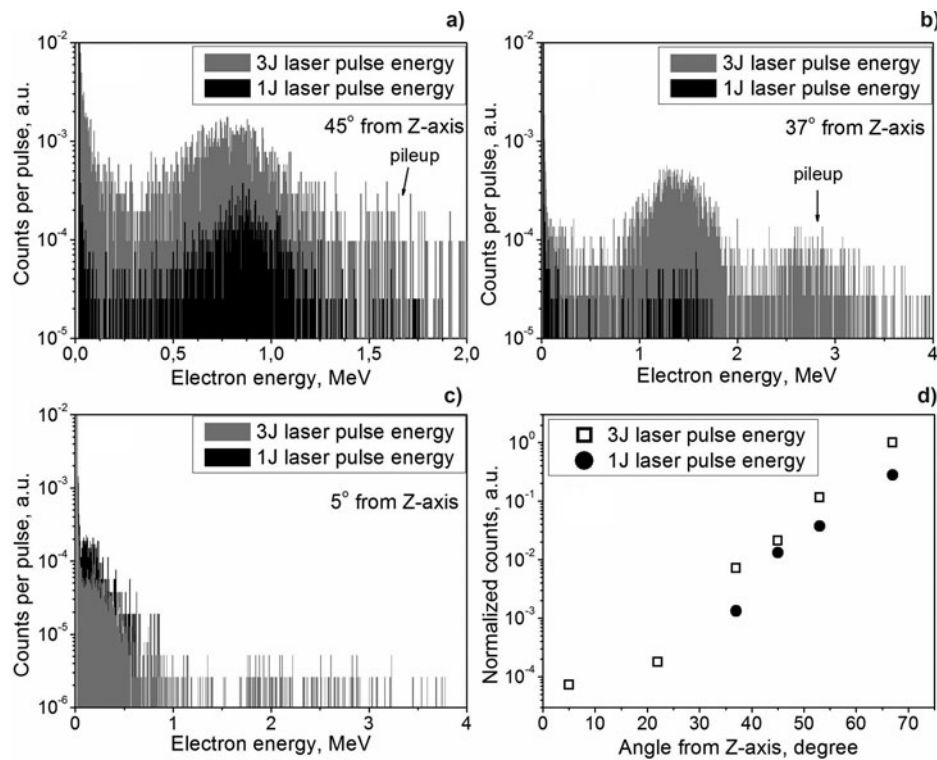 a)
10⁻²
10⁻³
10⁻⁴
10⁻⁵
Counts per pulse, a.u.
3J laser pulse energy
1J laser pulse energy
45° from Z-axis
pileup
0,0 0,5 1,0 1,5 2,0
Electron energy, MeV
b)
10⁻²
10⁻³
10⁻⁴
10⁻⁵
Counts per pulse, a.u.
3J laser pulse energy
1J laser pulse energy
37° from Z-axis
pileup
0 1 2 3 4
Electron energy, MeV
c)
10⁻²
10⁻³
10⁻⁴
10⁻⁵
10⁻⁶
Counts per pulse, a.u.
3J laser pulse energy
1J laser pulse energy
5° from Z-axis
0 1 2 3 4
Electron energy, MeV
d)
10⁰
10⁻¹
10⁻²
10⁻³
10⁻⁴
Normalized counts, a.u.
3J laser pulse energy
1J laser pulse energy
0 10 20 30 40 50 60 70
Angle from Z-axis, degree